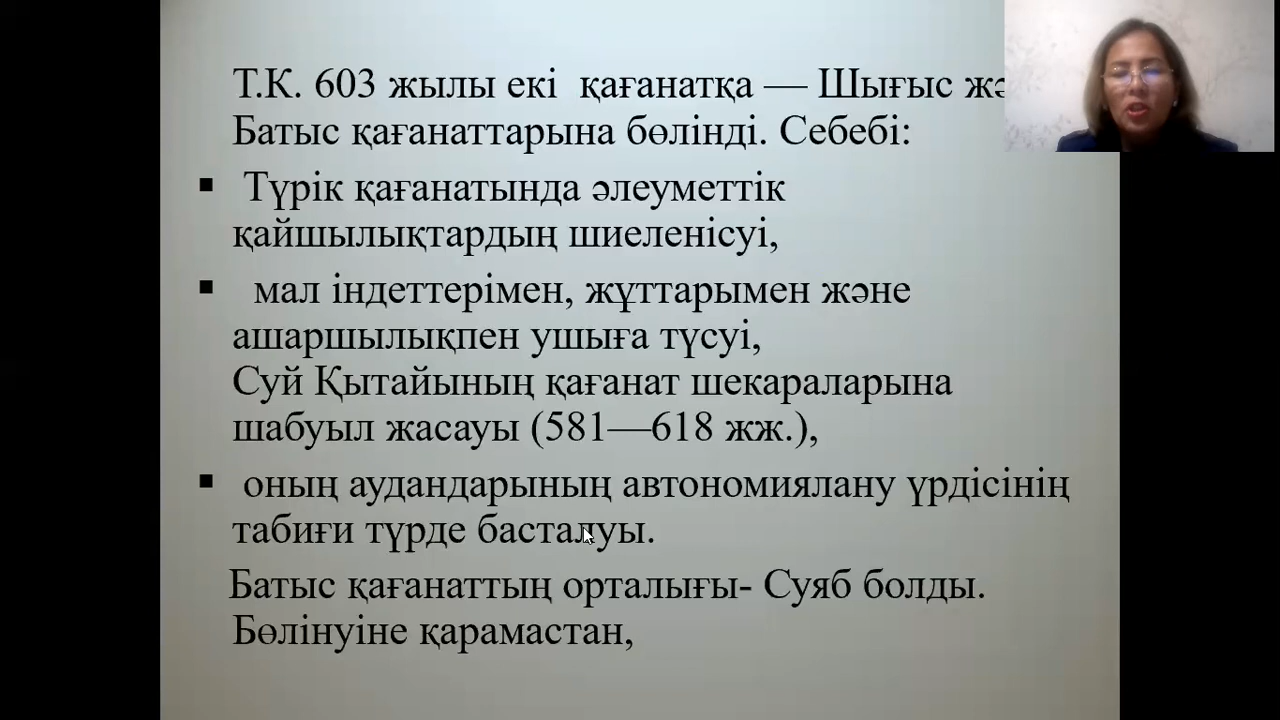 Т.К. 603 жылы екі қағанатқа — Шығыс
Батыс қағанаттарына бөлінді. Себебі:
▪ Түрік қағанатында әлеуметтік
қайшылықтардың шиеленісуі,
▪ мал індеттерімен, жұттарымен және
ашаршылықпен ушыға түсуі,
Суй Қытайының қағанат шекараларына
шабуыл жасауы (581—618 жж.),
▪ оның аудандарының автономиялану үрдісінің
табиғи түрде басталуы.
Батыс қағанаттың орталығы- Суяб болды.
Бөлінуіне қарамастан,